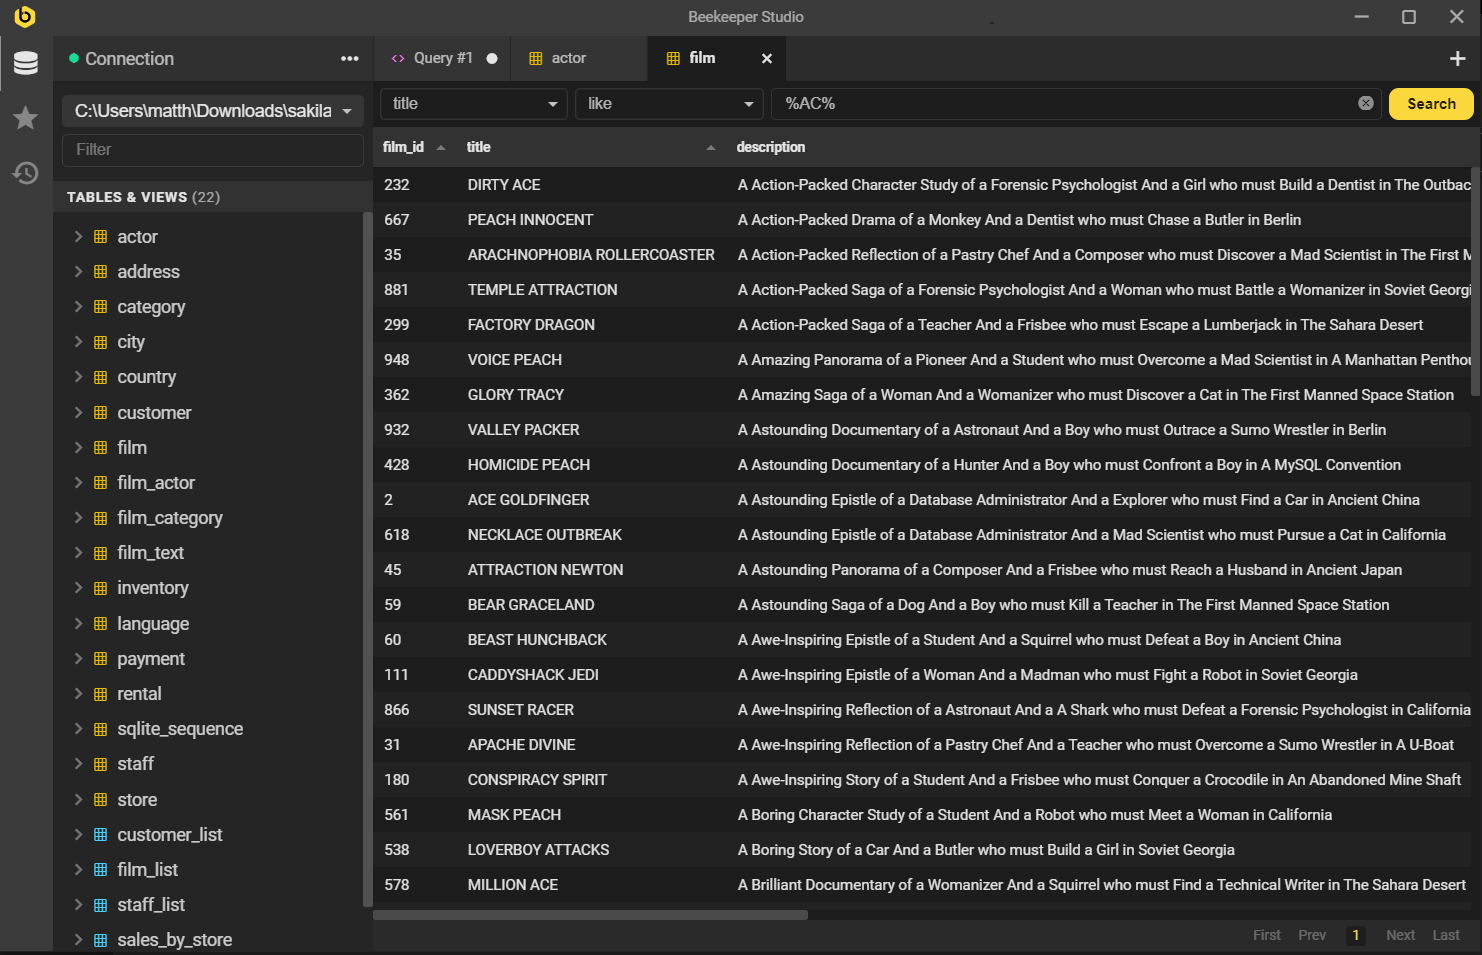 Beekeeper Studio
Connection
C:\Users\matth\Downloads\sakila
Filter
TABLES & VIEWS (22)
actor
address
category
city
country
customer
film
film_actor
film_category
film_text
inventory
language
payment
rental
sqlite_sequence
staff
store
customer_list
film_list
staff_list
sales_by_store
Query #1
actor
film
title
like
%AC%
Search
film_id title description
232 DIRTY ACE A Action-Packed Character Study of a Forensic Psychologist And a Girl who must Build a Dentist in The Outbac
667 PEACH INNOCENT A Action-Packed Drama of a Monkey And a Dentist who must Chase a Butler in Berlin
35 ARACHNOPHOBIA ROLLERCOASTER A Action-Packed Reflection of a Pastry Chef And a Composer who must Discover a Mad Scientist in The First M
881 TEMPLE ATTRACTION A Action-Packed Saga of a Forensic Psychologist And a Woman who must Battle a Womanizer in Soviet Georgi
299 FACTORY DRAGON A Action-Packed Saga of a Teacher And a Frisbee who must Escape a Lumberjack in The Sahara Desert
948 VOICE PEACH A Amazing Panorama of a Pioneer And a Student who must Overcome a Mad Scientist in A Manhattan Penthou
362 GLORY TRACY A Amazing Saga of a Woman And a Womanizer who must Discover a Cat in The First Manned Space Station
932 VALLEY PACKER A Astounding Documentary of a Astronaut And a Boy who must Outrace a Sumo Wrestler in Berlin
428 HOMICIDE PEACH A Astounding Documentary of a Hunter And a Boy who must Confront a Boy in A MySQL Convention
2 ACE GOLDFINGER A Astounding Epistle of a Database Administrator And a Explorer who must Find a Car in Ancient China
618 NECKLACE OUTBREAK A Astounding Epistle of a Database Administrator And a Mad Scientist who must Pursue a Cat in California
45 ATTRACTION NEWTON A Astounding Panorama of a Composer And a Frisbee who must Reach a Husband in Ancient Japan
59 BEAR GRACELAND A Astounding Saga of a Dog And a Boy who must Kill a Teacher in The First Manned Space Station
60 BEAST HUNCHBACK A Awe-Inspiring Epistle of a Student And a Squirrel who must Defeat a Boy in Ancient China
111 CADDYSHACK JEDI A Awe-Inspiring Epistle of a Woman And a Madman who must Fight a Robot in Soviet Georgia
866 SUNSET RACER A Awe-Inspiring Reflection of a Astronaut And a A Shark who must Defeat a Forensic Psychologist in California
31 APACHE DIVINE A Awe-Inspiring Reflection of a Pastry Chef And a Teacher who must Overcome a Sumo Wrestler in A U-Boat
180 CONSPIRACY SPIRIT A Awe-Inspiring Story of a Student And a Frisbee who must Conquer a Crocodile in An Abandoned Mine Shaft
561 MASK PEACH A Boring Character Study of a Student And a Robot who must Meet a Woman in California
538 LOVERBOY ATTACKS A Boring Story of a Car And a Butler who must Build a Girl in Soviet Georgia
578 MILLION ACE A Brilliant Documentary of a Womanizer And a Squirrel who must Find a Technical Writer in The Sahara Desert
First Prev 1 Next Last